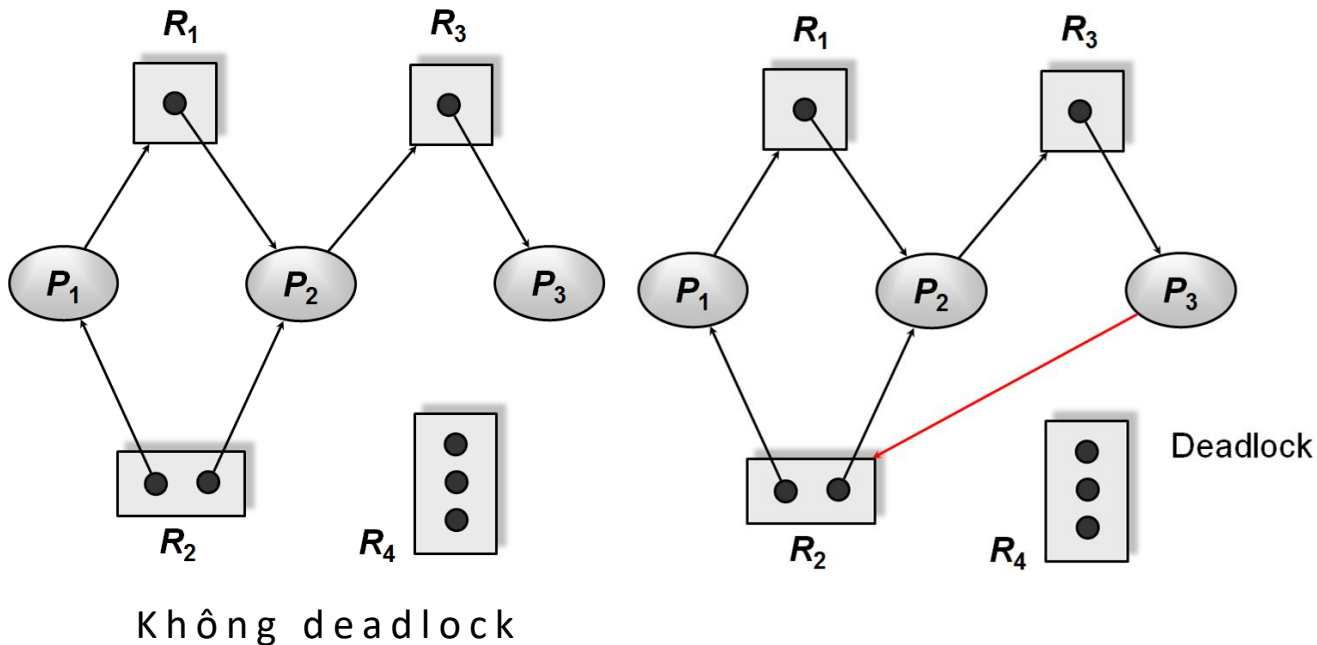 R₁ R₃
P₁ P₂ P₃
R₂ R₄
Không deadlock
R₁ R₃
P₁ P₂ P₃
Deadlock
R₂ R₄